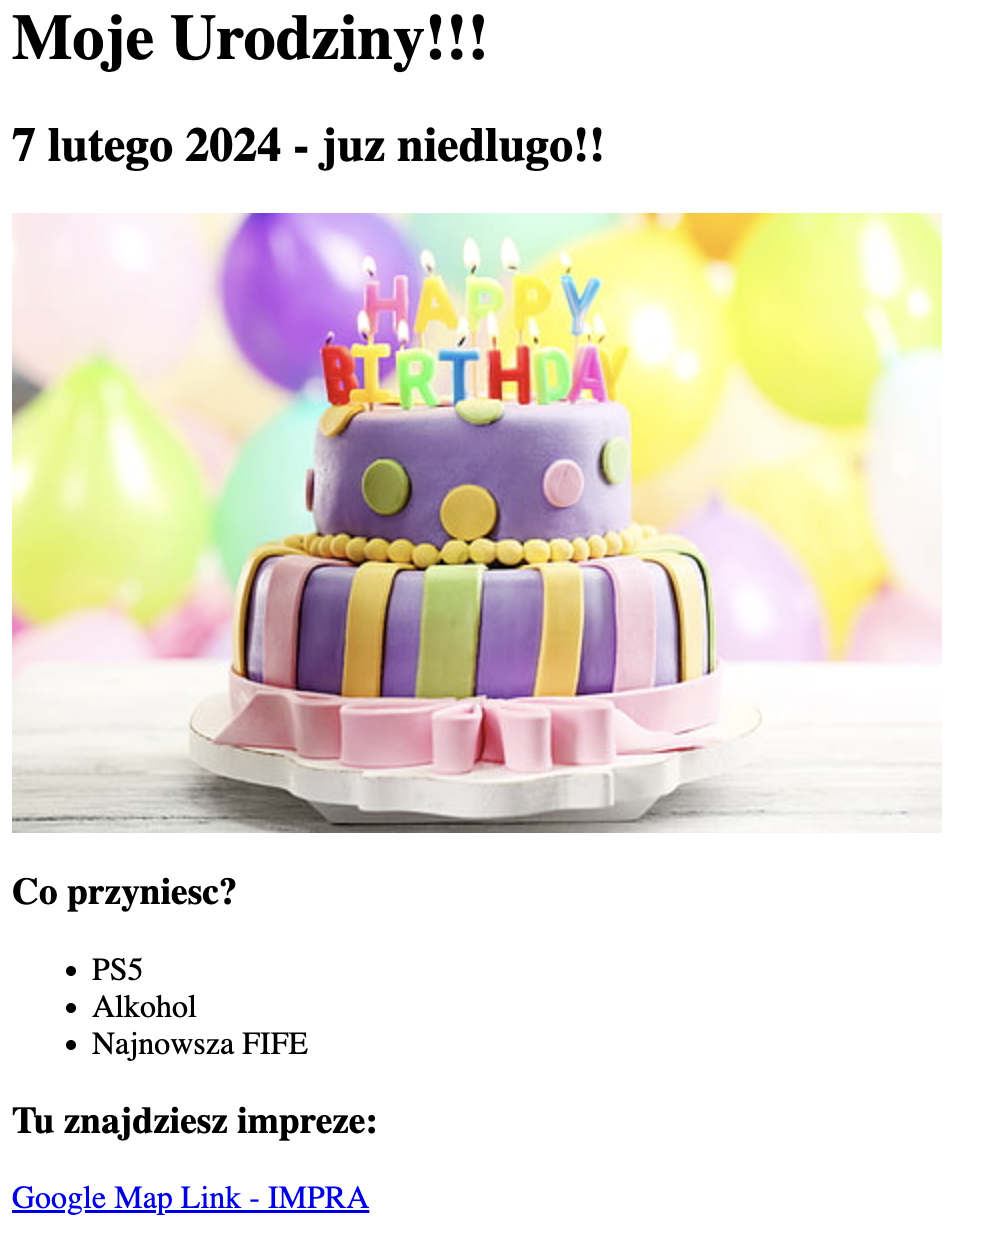 Moje Urodziny!!!
7 lutego 2024 - juz niedlugo!!
HAPPY
BIRTHDAY
Co przyniesc?
PS5
Alkohol
Najnowsza FIFE
Tu znajdziesz impreze:
Google Map Link - IMPRA